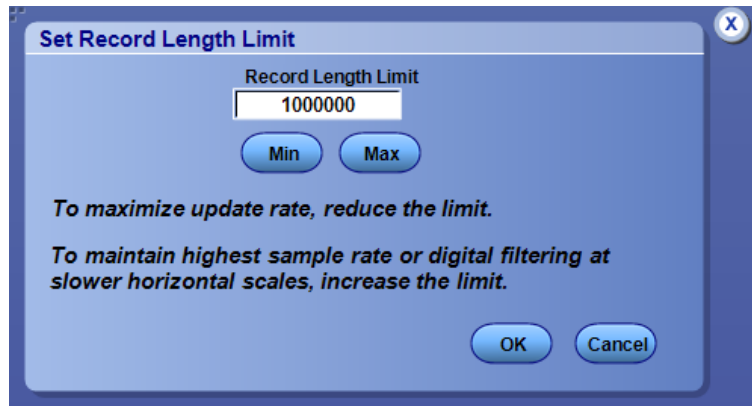 Set Record Length Limit
X
Record Length Limit
1000000
Min
Max
To maximize update rate, reduce the limit.
To maintain highest sample rate or digital filtering at
slower horizontal scales, increase the limit.
OK
Cancel